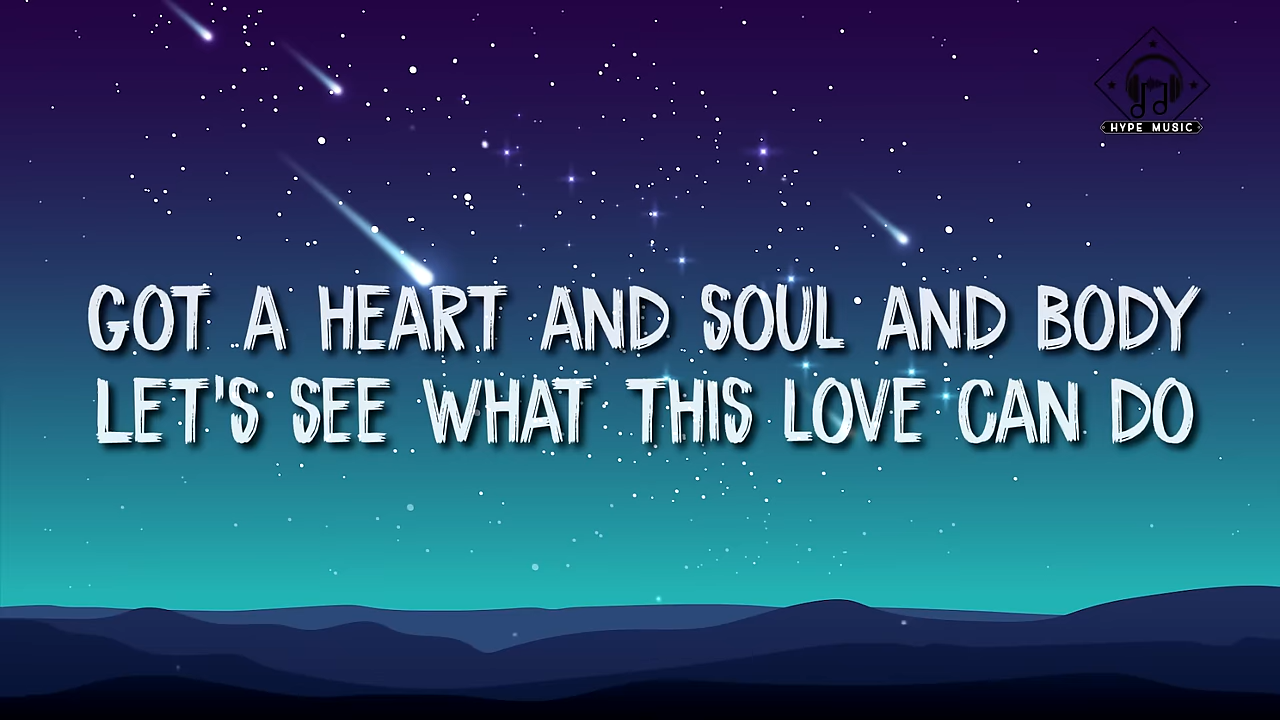 HYPE MUSIC
GOT A HEART AND SOUL AND BODY
LET'S SEE WHAT THIS LOVE CAN DO